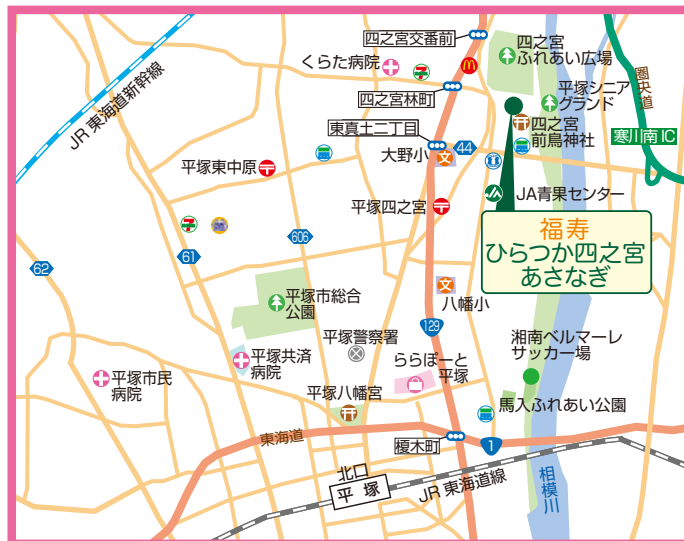 四之宮交番前
四之宮
ふれあい広場
くらた病院
JR東海道新幹線
四之宮林町
平塚シニア
グランド
圏央道
東真土二丁目
四之宮
前鳥神社
寒川南IC
44
大野小
文
平塚東中原
JA青果センター
平塚四之宮
福寿
ひらつか四之宮
あさなぎ
7
M
JA
606
61
62
文
八幡小
平塚市総合
公園
129
平塚警察署
湘南ベルマーレ
サッカー場
平塚共済
病院
ららぽーと
平塚
平塚市民
病院
平塚八幡宮
馬入ふれあい公園
東海道
榎木町
1
北口
平塚
JR東海道線
相模川